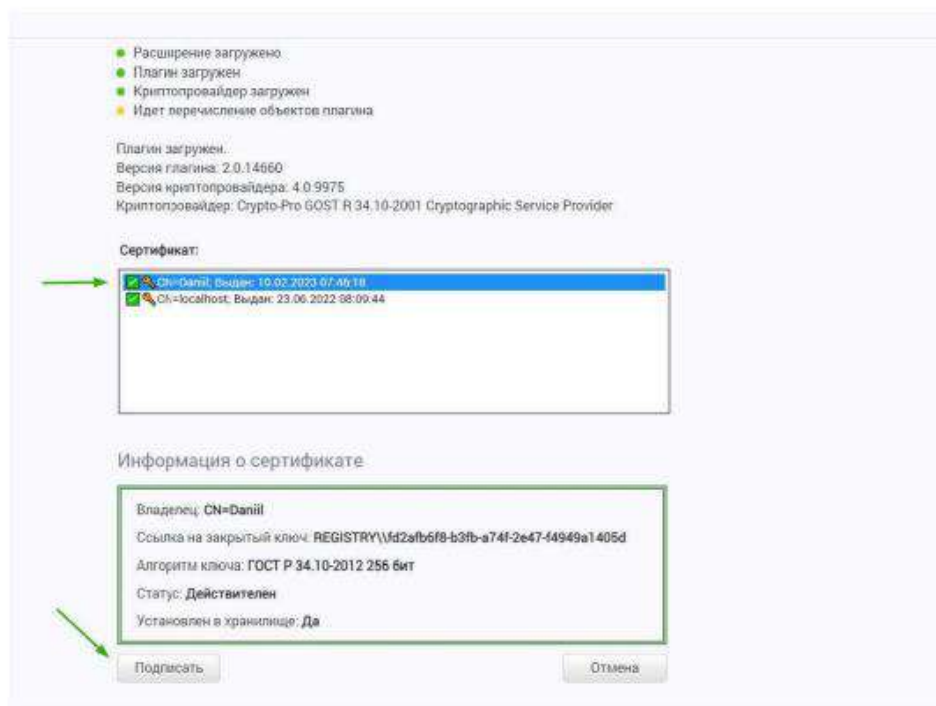 Расширение загружено
Плагин загружен
Криптопровайдер загружен
Идет перечисление объектов плагина
Плагин загружен.
Версия плагина: 2.0.14660
Версия криптопровайдера: 4.0.9975
Криптопровайдер: Crypto-Pro GOST R 34.10-2001 Cryptographic Service Provider
Сертификат:
CN=Daniil; Выдан: 10.02.2023 07:46:18
CN=localhost; Выдан: 23.06.2022 08:09:44
Информация о сертификате
Владелец: CN=Daniil
Ссылка на закрытый ключ: REGISTRY\\fd2afb6f8-b3fb-a74f-2e47-f4949a1405d
Алгоритм ключа: ГОСТ Р 34.10-2012 256 бит
Статус: Действителен
Установлен в хранилище: Да
Подписать Отмена